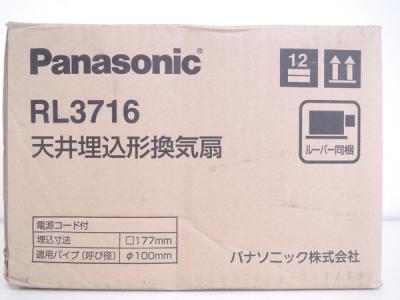 Panasonic®
12
RL3716
天井埋込形換気扇
ルーバー同梱
電源コード付
埋込寸法 □177mm
適用パイプ（呼び径） φ100mm
パナソニック株式会社